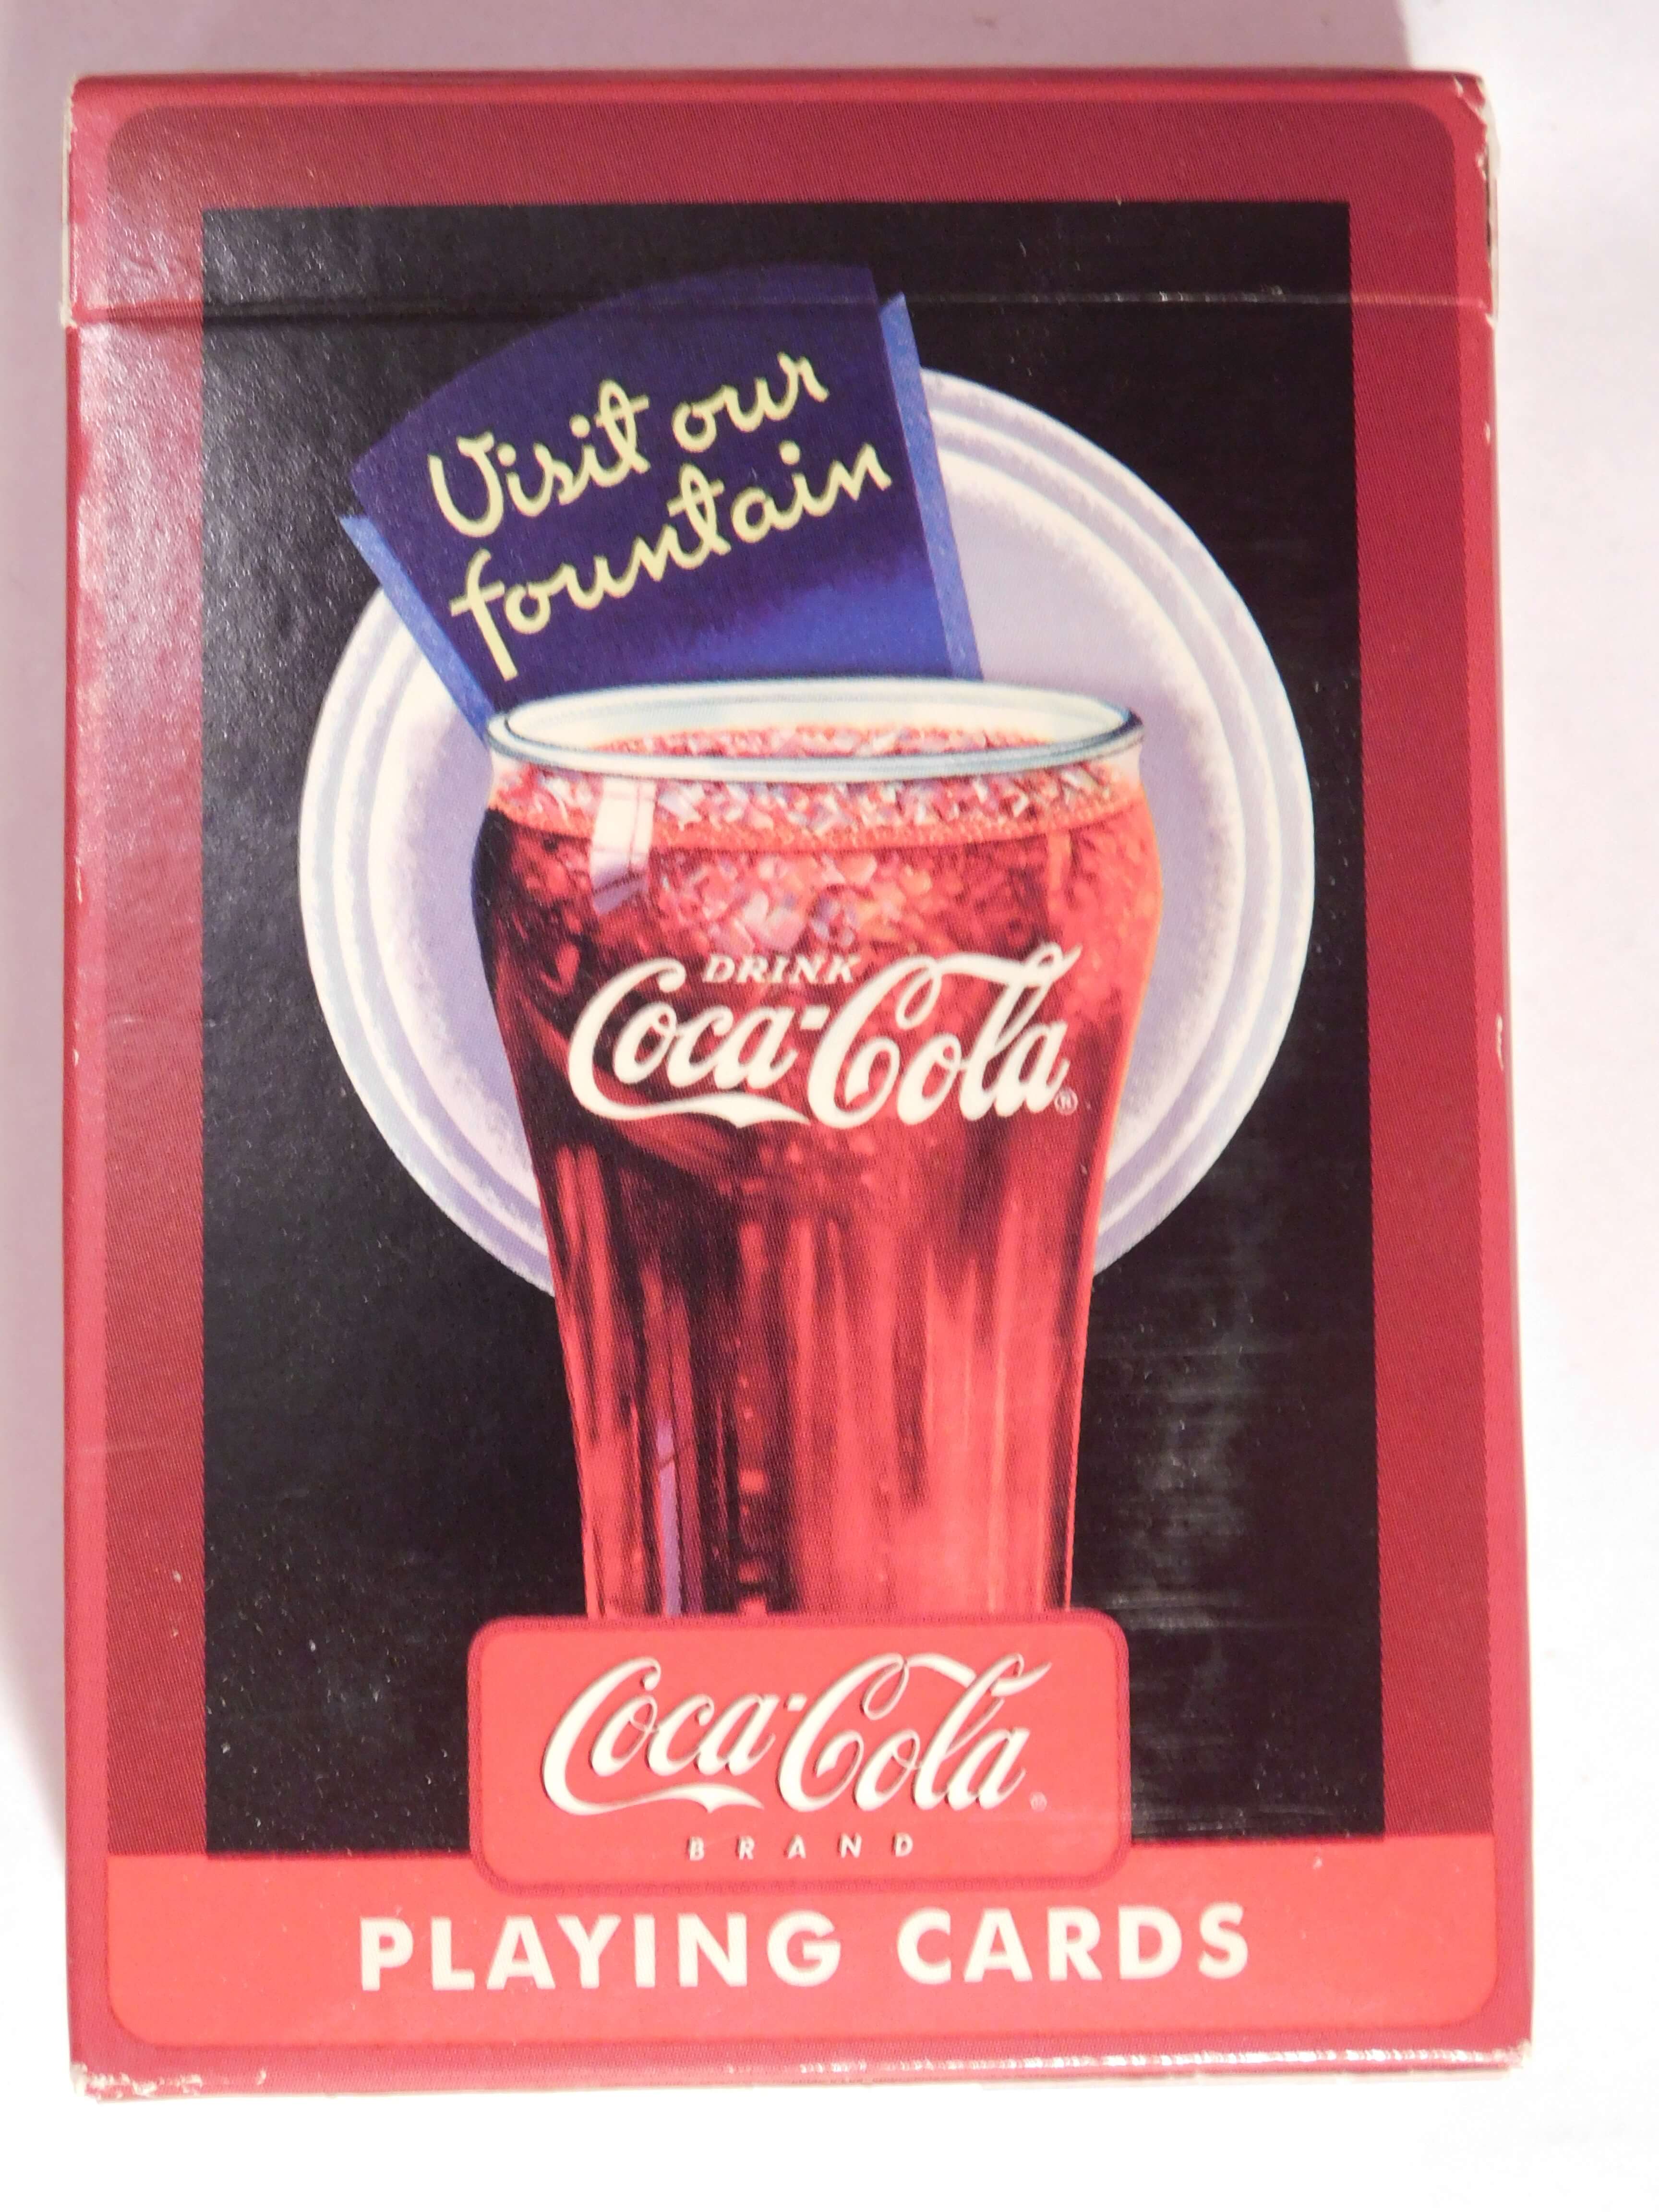 Visit our
fountain
DRINK
Coca-Cola®
Coca-Cola®
BRAND
PLAYING CARDS